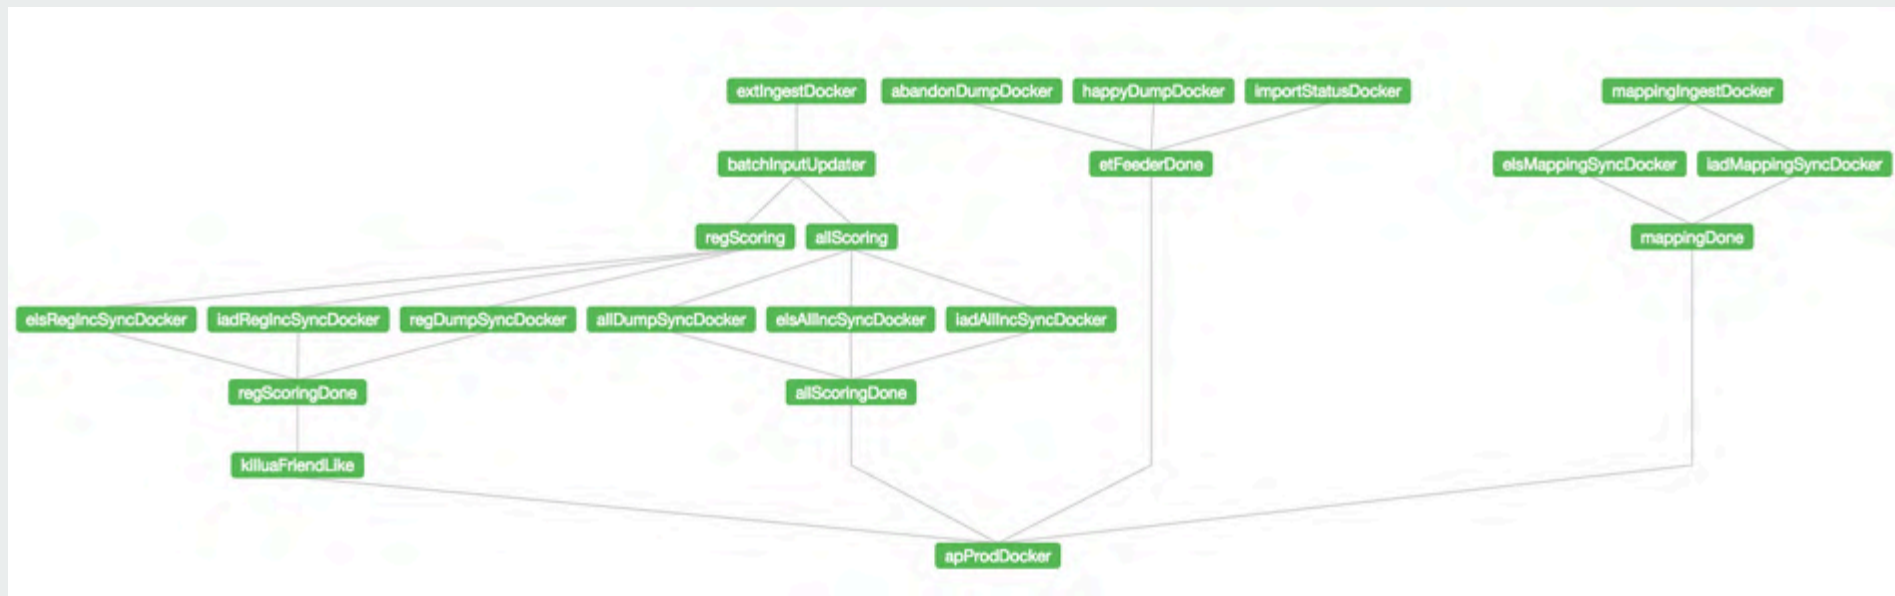 extIngestDocker
abandonDumpDocker
happyDumpDocker
importStatusDocker
mappingIngestDocker
batchInputUpdater
etFeederDone
elsMappingSyncDocker
iadMappingSyncDocker
regScoring
allScoring
mappingDone
elsRegIncSyncDocker
iadRegIncSyncDocker
regDumpSyncDocker
allDumpSyncDocker
elsAllIncSyncDocker
iadAllIncSyncDocker
regScoringDone
allScoringDone
killuaFriendLike
apProdDocker